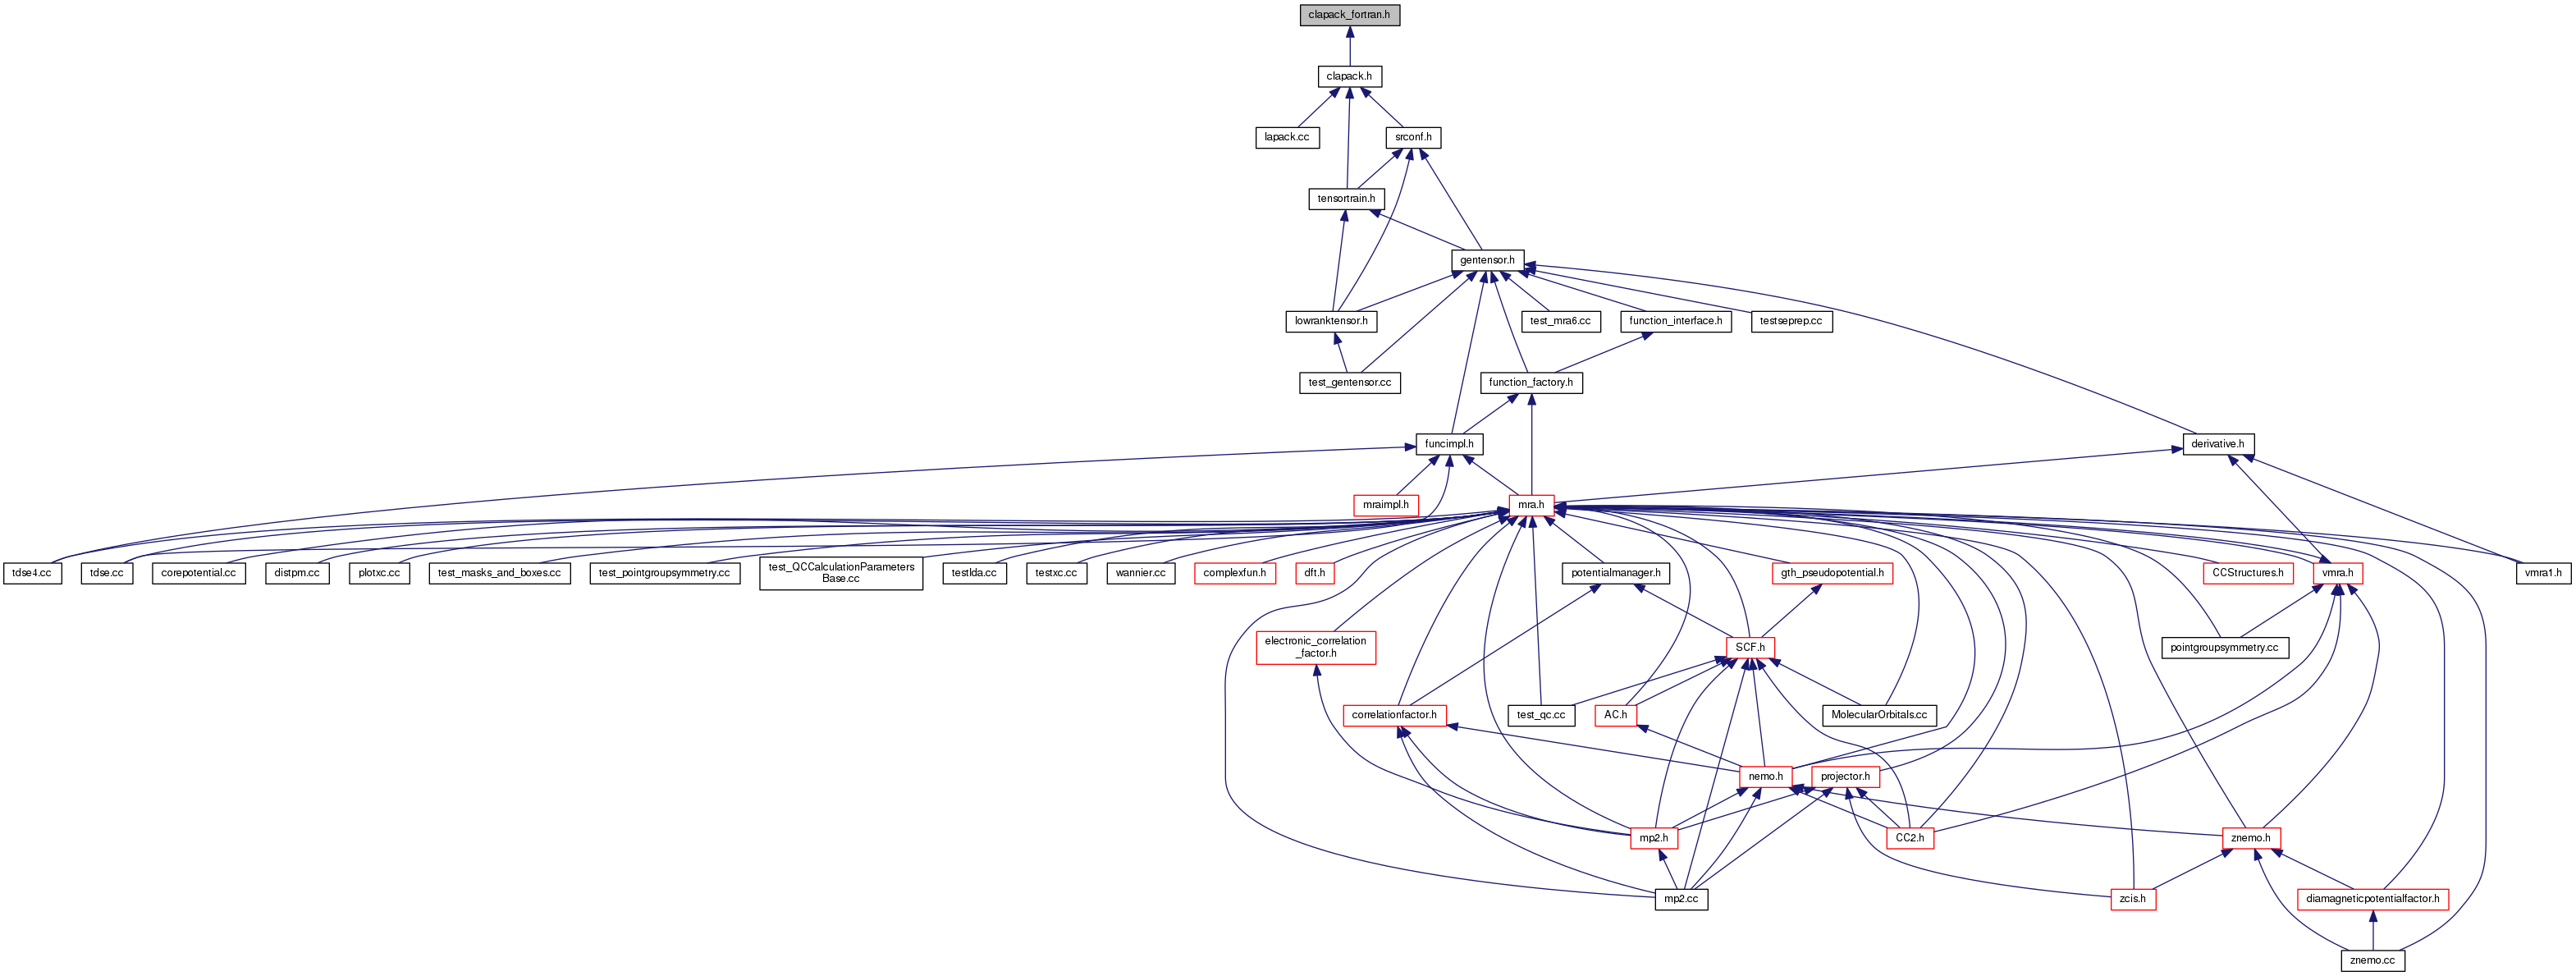 clapack_fortran.h
clapack.h
lapack.cc
srconf.h
tensortrain.h
gentensor.h
lowranktensor.h
test_mra6.cc
function_interface.h
testseprep.cc
test_gentensor.cc
function_factory.h
funcimpl.h
derivative.h
mraimpl.h
mra.h
tdse4.cc
tdse.cc
corepotential.cc
distpm.cc
plotxc.cc
test_masks_and_boxes.cc
test_pointgroupsymmetry.cc
test_QCCalculationParameters
Base.cc
testlda.cc
testxc.cc
wannier.cc
complexfun.h
dft.h
potentialmanager.h
gth_pseudopotential.h
CCStructures.h
vmra.h
vmra1.h
electronic_correlation
_factor.h
SCF.h
pointgroupsymmetry.cc
correlationfactor.h
test_qc.cc
AC.h
MolecularOrbitals.cc
nemo.h
projector.h
mp2.h
CC2.h
znemo.h
mp2.cc
zcis.h
diamagneticpotentialfactor.h
znemo.cc